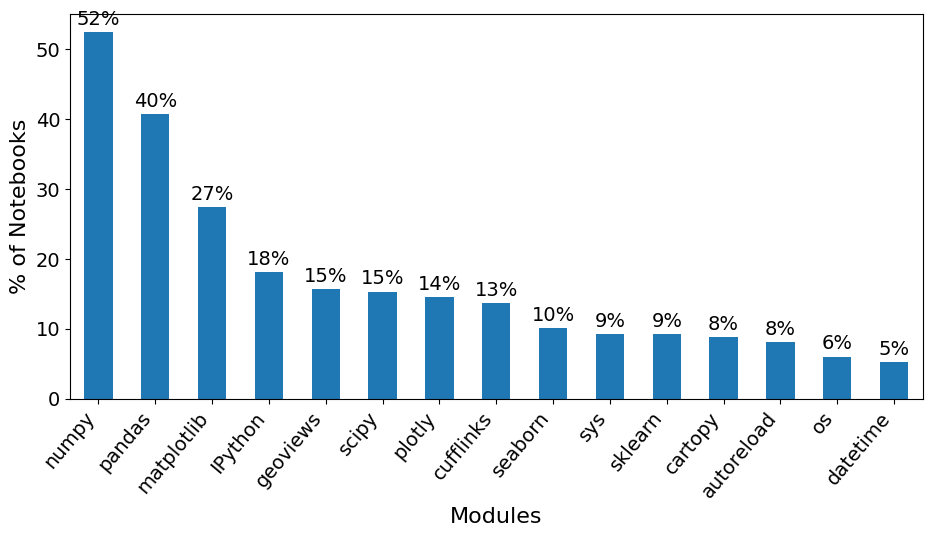 52%
50
40%
40
27%
30
18%
20
15%
15%
14%
13%
10%
9%
9%
8%
8%
6%
5%
10
0
% of Notebooks
numpy
pandas
matplotlib
IPython
geoviews
scipy
plotly
cufflinks
seaborn
sys
sklearn
cartopy
autoreload
os
datetime
Modules